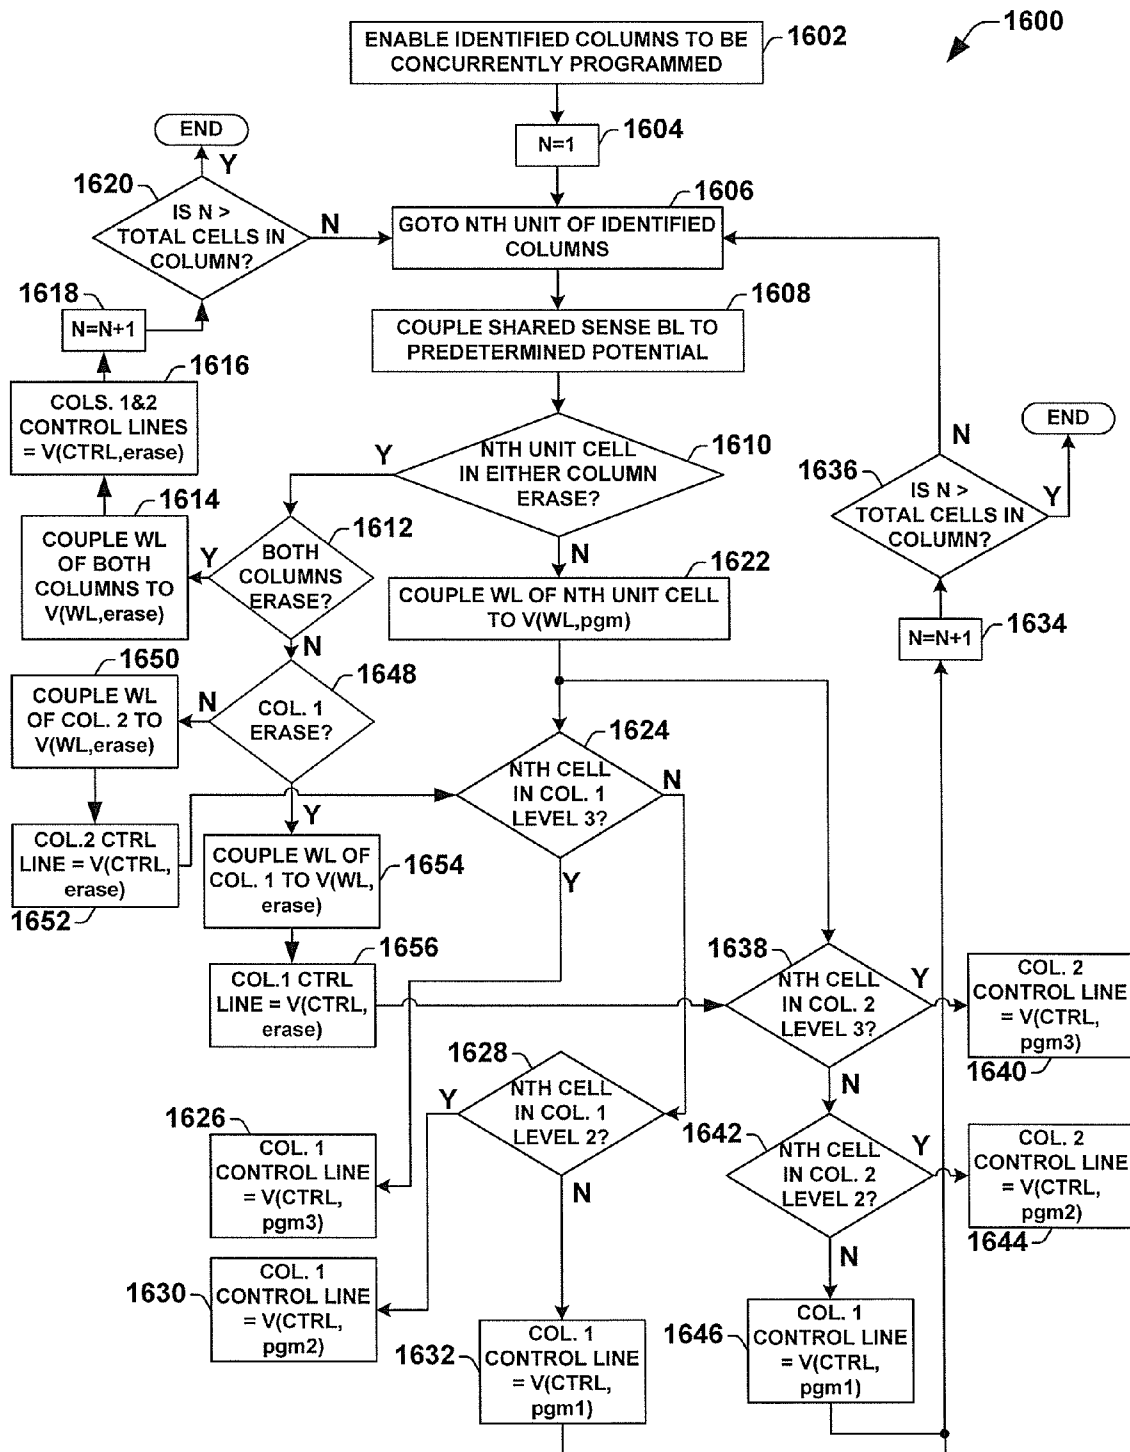 1600
ENABLE IDENTIFIED COLUMNS TO BE
CONCURRENTLY PROGRAMMED
1602
N=1
1604
END
Y
1620
IS N >
TOTAL CELLS IN
COLUMN?
N
GOTO NTH UNIT OF IDENTIFIED
COLUMNS
1606
1618
N=N+1
COUPLE SHARED SENSE BL TO
PREDETERMINED POTENTIAL
1608
1616
COLS. 1&2
CONTROL LINES
= V(CTRL,erase)
NTH UNIT CELL
IN EITHER COLUMN
ERASE?
1610
Y
N
END
N
1636
IS N >
TOTAL CELLS IN
COLUMN?
Y
1614
COUPLE WL
OF BOTH
COLUMNS TO
V(WL,erase)
Y
1612
BOTH
COLUMNS
ERASE?
N
1622
COUPLE WL OF NTH UNIT CELL
TO V(WL,pgm)
N=N+1
1634
1650
COUPLE WL
OF COL. 2 TO
V(WL,erase)
N
1648
COL. 1
ERASE?
Y
1624
NTH CELL
IN COL. 1
LEVEL 3?
N
Y
COL.2 CTRL
LINE = V(CTRL,
erase)
1652
COUPLE WL OF
COL. 1 TO V(WL,
erase)
1654
1656
COL.1 CTRL
LINE = V(CTRL,
erase)
1638
NTH CELL
IN COL. 2
LEVEL 3?
Y
N
COL. 2
CONTROL LINE
= V(CTRL,
pgm3)
1640
1628
NTH CELL
IN COL. 1
LEVEL 2?
Y
N
1626
COL. 1
CONTROL LINE
= V(CTRL,
pgm3)
1642
NTH CELL
IN COL. 2
LEVEL 2?
Y
N
COL. 2
CONTROL LINE
= V(CTRL,
pgm2)
1644
1630
COL. 1
CONTROL LINE
= V(CTRL,
pgm2)
1632
COL. 1
CONTROL LINE
= V(CTRL,
pgm1)
1646
COL. 1
CONTROL LINE
= V(CTRL,
pgm1)